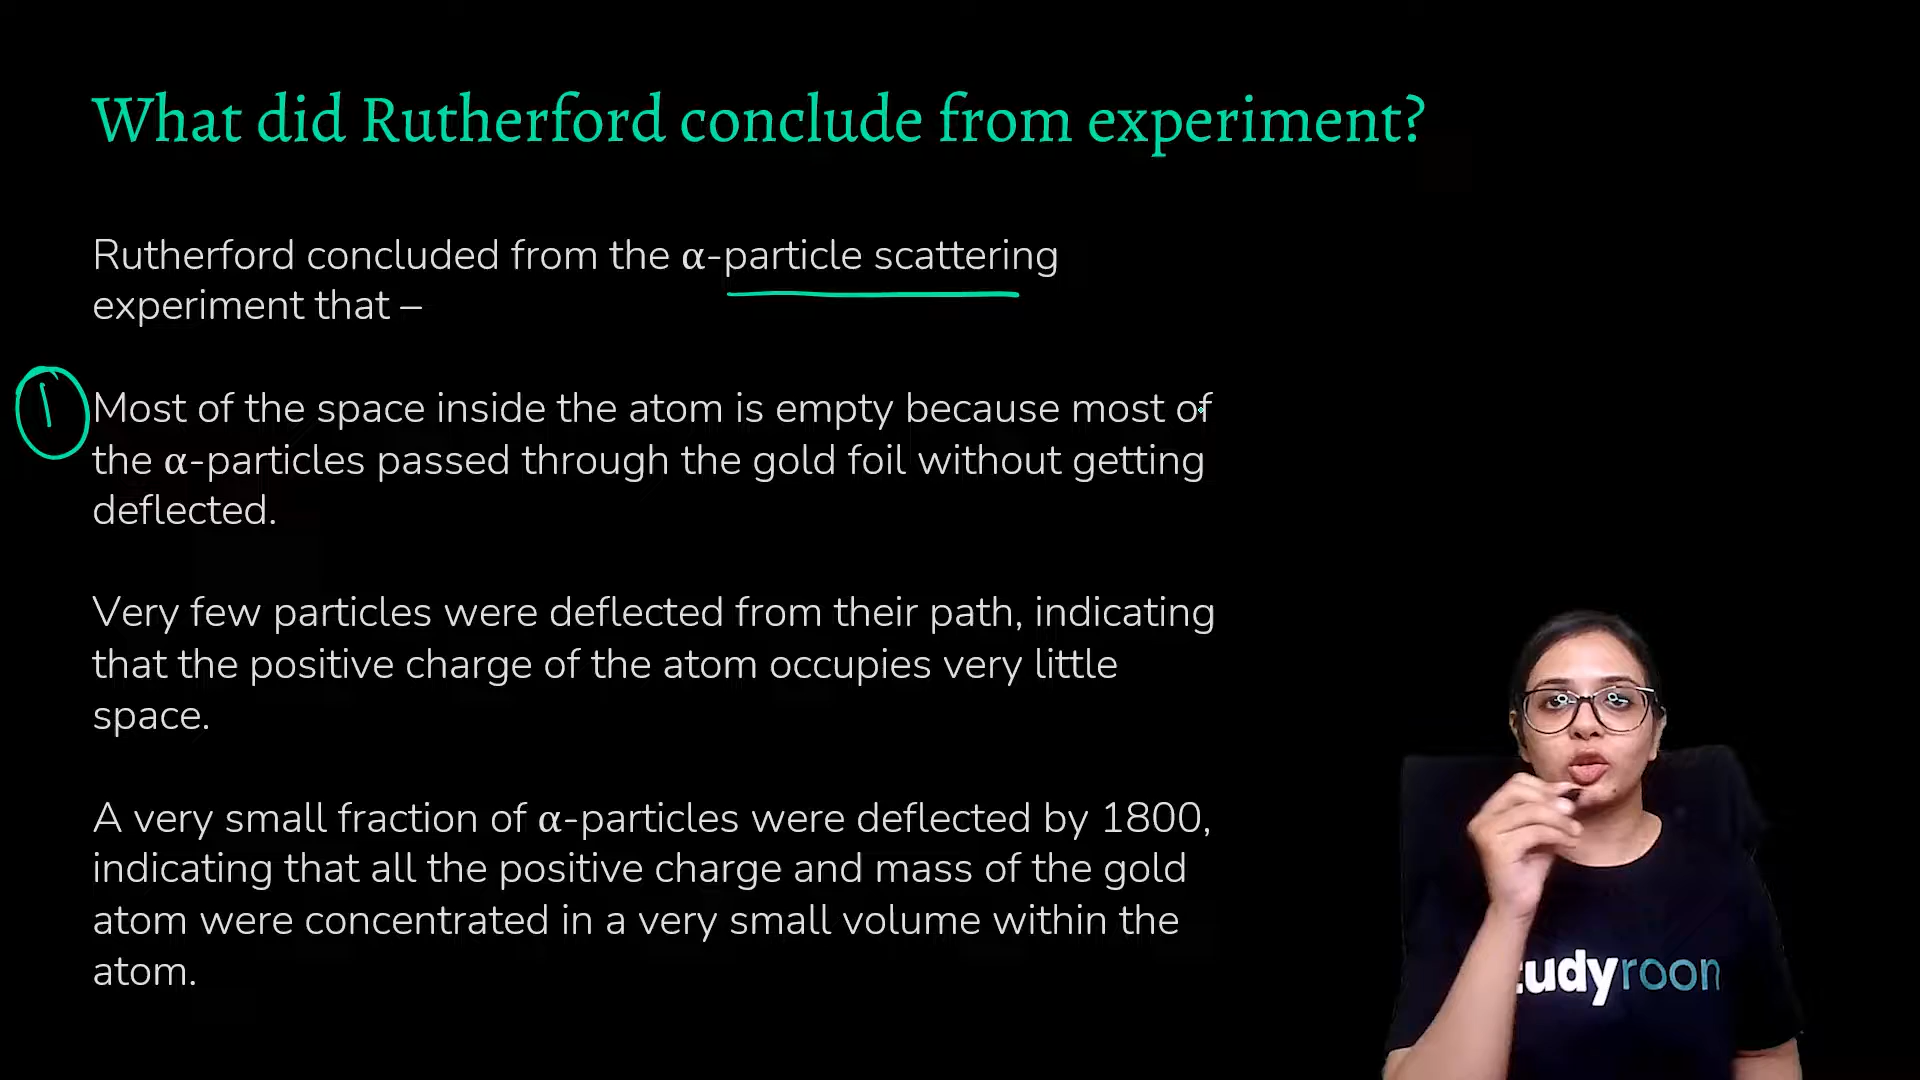 What did Rutherford conclude from experiment?
Rutherford concluded from the α-particle scattering
experiment that –
1
Most of the space inside the atom is empty because most of
the α-particles passed through the gold foil without getting
deflected.
Very few particles were deflected from their path, indicating
that the positive charge of the atom occupies very little
space.
A very small fraction of α-particles were deflected by 1800,
indicating that all the positive charge and mass of the gold
atom were concentrated in a very small volume within the
atom.
tudyroon